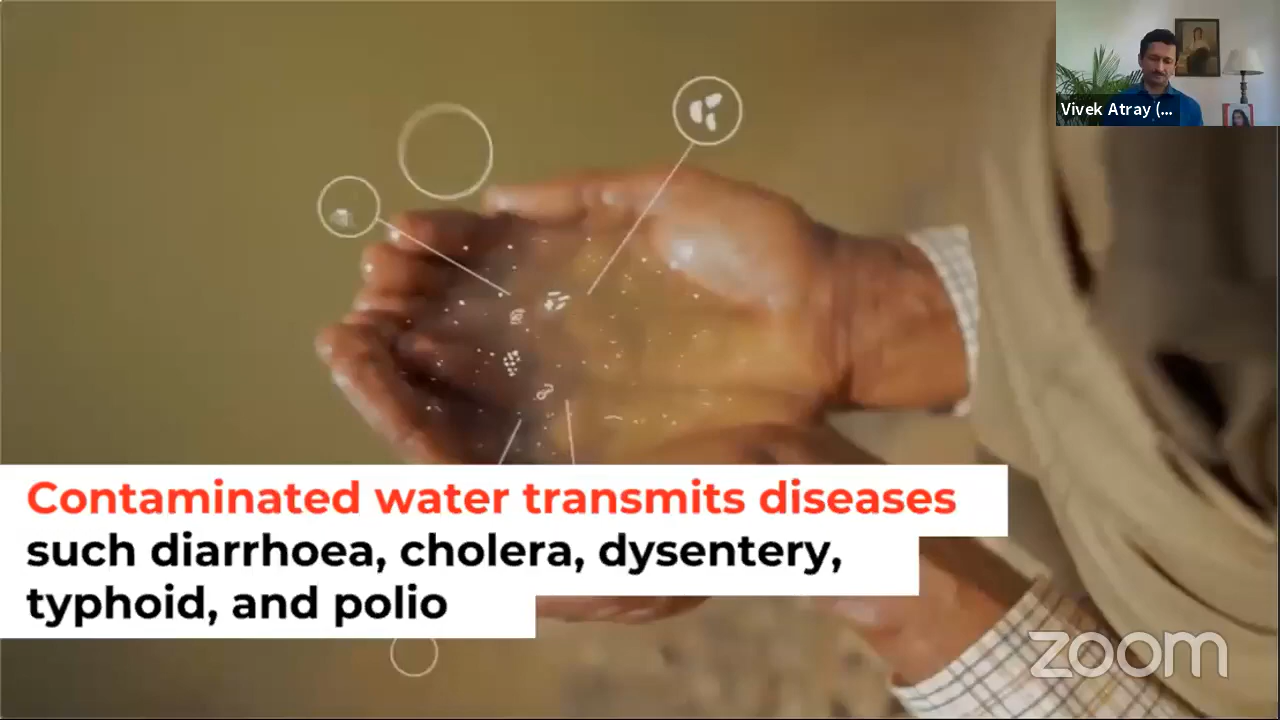 Vivek Atray (...
Contaminated water transmits diseases
such diarrhoea, cholera, dysentery,
typhoid, and polio
zoom